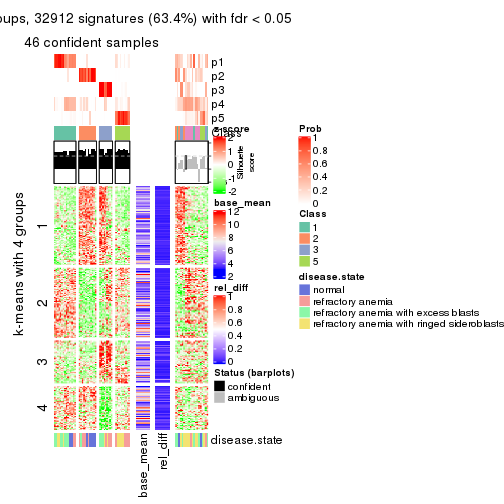 oups, 32912 signatures (63.4%) with fdr < 0.05
46 confident samples
p1
p2
p3
p4
p5
Class
Silhouette
score
k-means with 4 groups
1
2
3
4
base_mean
rel_diff
disease.state
z-score
2
1
0
-1
-2
base_mean
12
10
8
6
4
2
rel_diff
1
0.8
0.6
0.4
0.2
0
Status (barplots)
confident
ambiguous
Prob
1
0.8
0.6
0.4
0.2
0
Class
1
2
3
5
disease.state
normal
refractory anemia
refractory anemia with excess blasts
refractory anemia with ringed sideroblasts